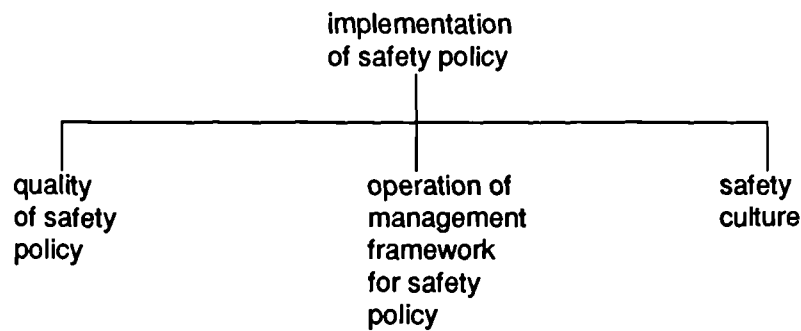 implementation
of safety policy
quality
of safety
policy
operation of
management
framework
for safety
policy
safety
culture